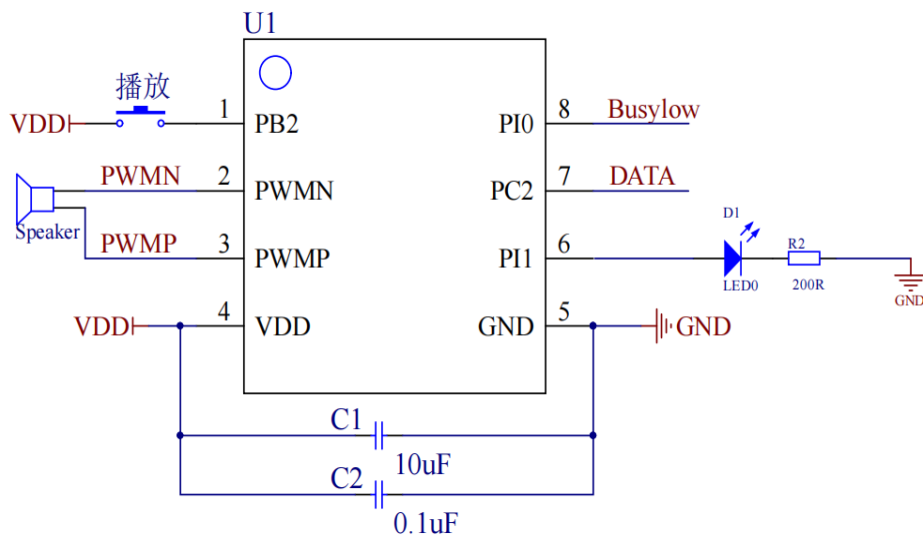 U1
播放
VDD
1
PB2
PI0
8
Busylow
PWMN
2
PWMN
PC2
7
DATA
Speaker
PWMP
3
PWMP
PI1
6
D1
LED0
R2
200R
GND
VDD
4
VDD
GND
5
GND
C1
10uF
C2
0.1uF